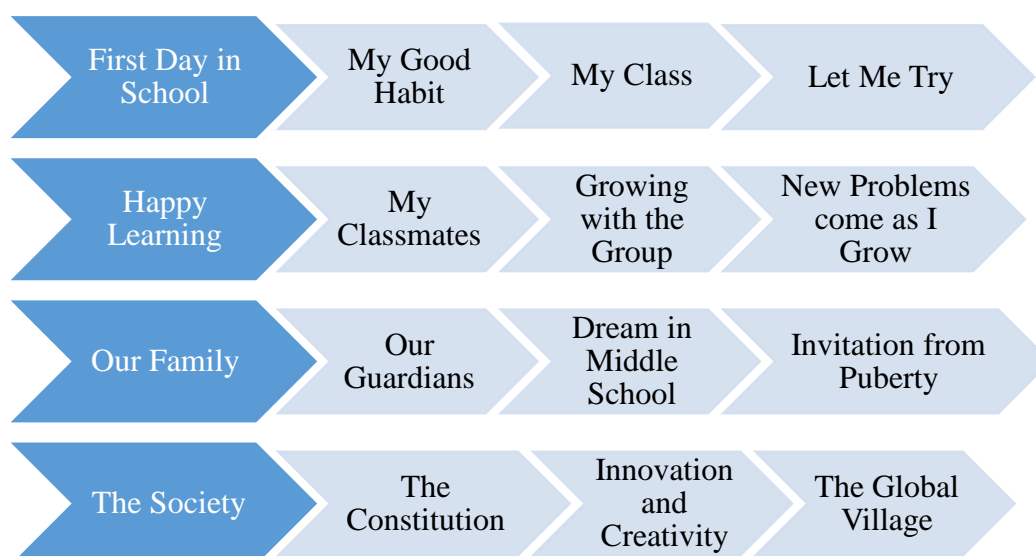 First Day in
School
My Good
Habit
My Class
Let Me Try
Happy
Learning
My
Classmates
Growing
with the
Group
New Problems
come as I
Grow
Our Family
Our
Guardians
Dream in
Middle
School
Invitation from
Puberty
The Society
The
Constitution
Innovation
and
Creativity
The Global
Village